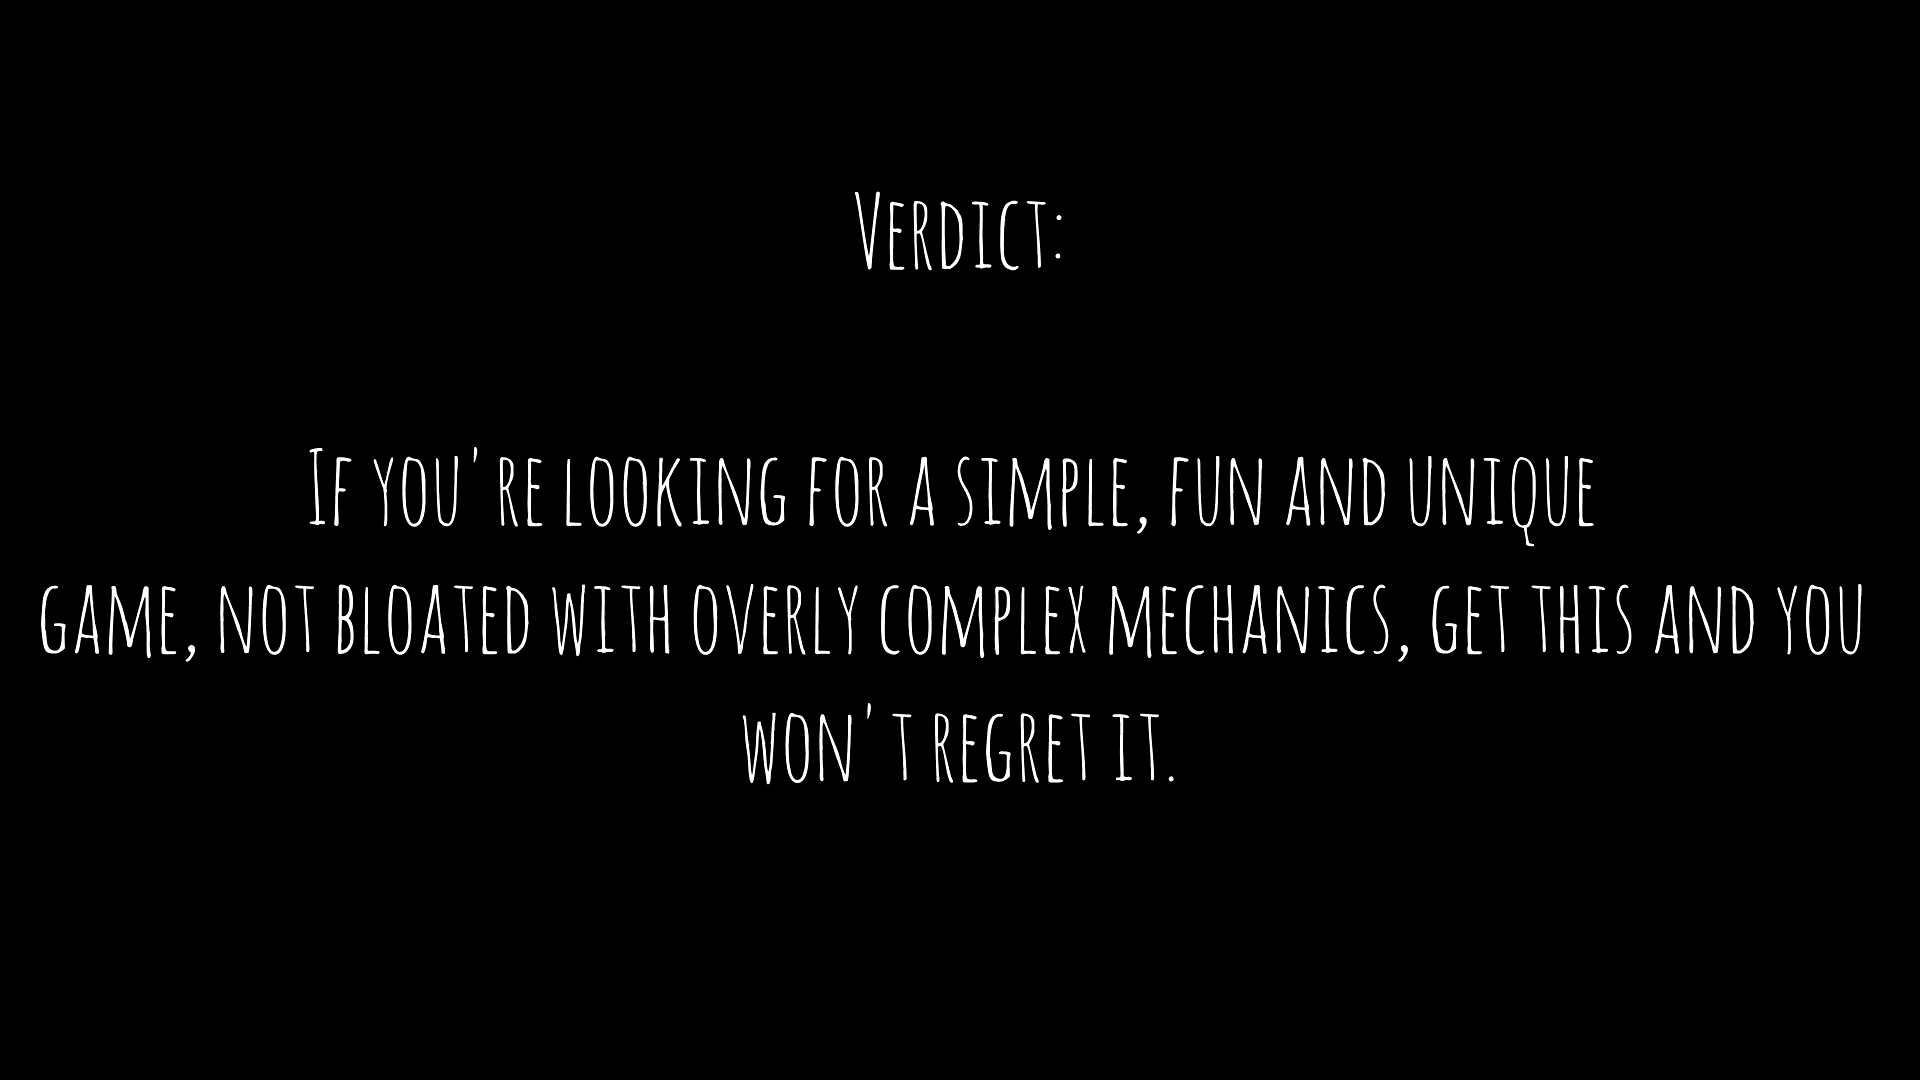 Verdict:
If you're looking for a simple, fun and unique
game, not bloated with overly complex mechanics, get this and you
won't regret it.